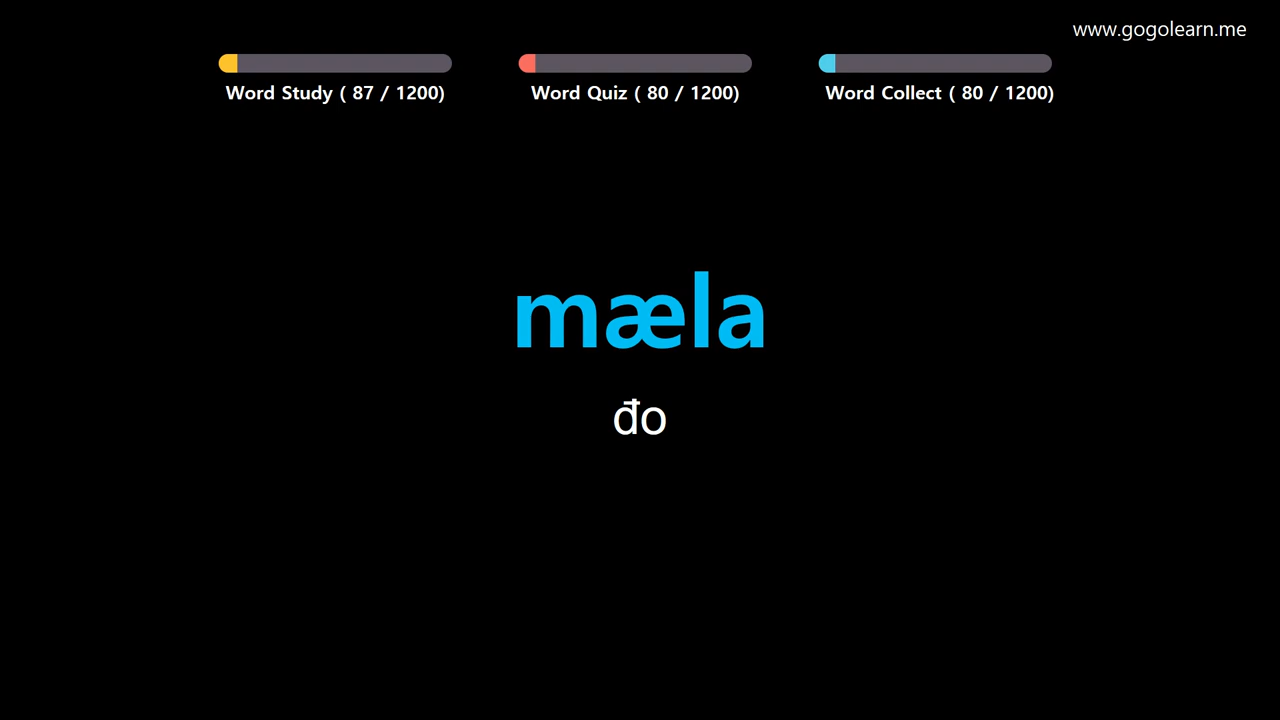 www.gogolearn.me
Word Study ( 87 / 1200)
Word Quiz ( 80 / 1200)
Word Collect ( 80 / 1200)
mæla
đo